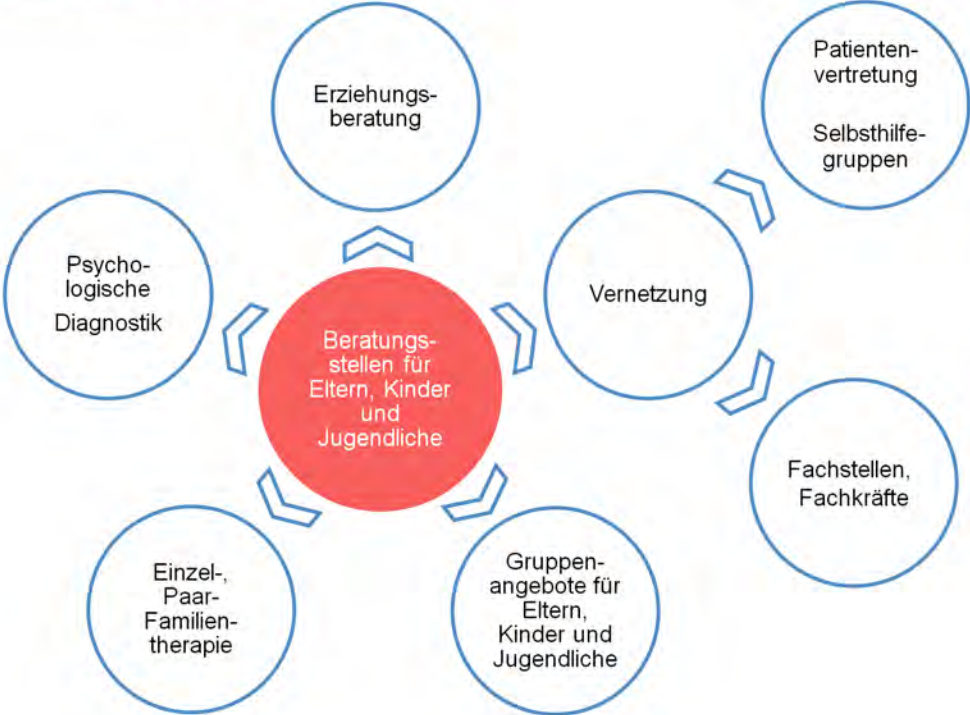 Erziehungs-
beratung
Patienten-
vertretung
Selbsthilfe-
gruppen
Psycho-
logische
Diagnostik
Vernetzung
Beratungs-
stellen für
Eltern, Kinder
und
Jugendliche
Fachstellen,
Fachkräfte
Einzel-,
Paar-
Familien-
therapie
Gruppen-
angebote für
Eltern,
Kinder und
Jugendliche